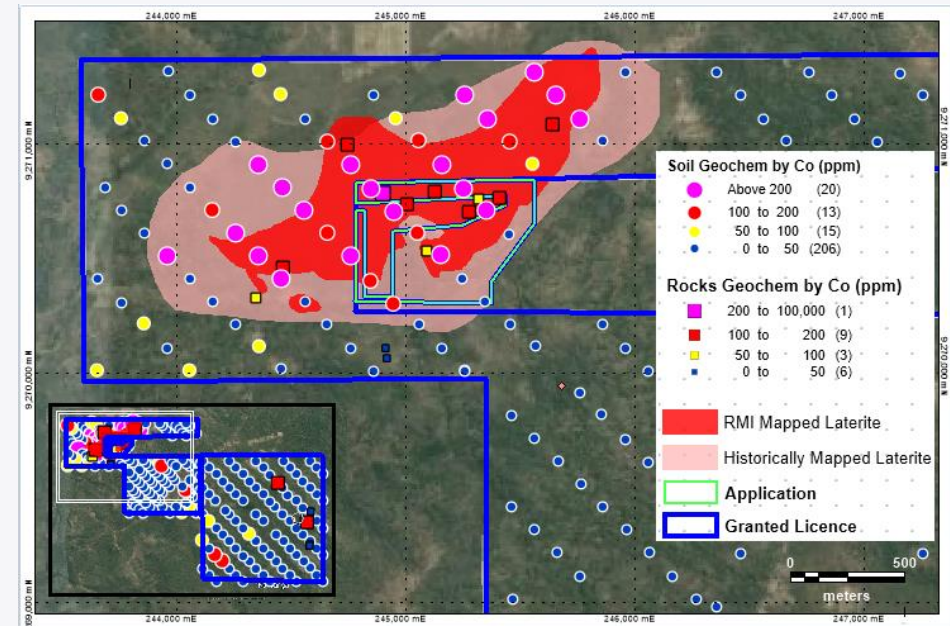 244,000 mE 245,000 mE 246,000 mE 247,000 mE
9,271,000 mN
9,271,000 mN
Soil Geochem by Co (ppm)
Above 200 (20)
100 to 200 (13)
50 to 100 (15)
0 to 50 (206)
Rocks Geochem by Co (ppm)
200 to 100,000 (1)
100 to 200 (9)
50 to 100 (3)
0 to 50 (6)
9,270,000 mN
9,270,000 mN
RMI Mapped Laterite
Historically Mapped Laterite
Application
Granted Licence
0 500
meters
244,000 mE 245,000 mE 246,000 mE 247,000 mE